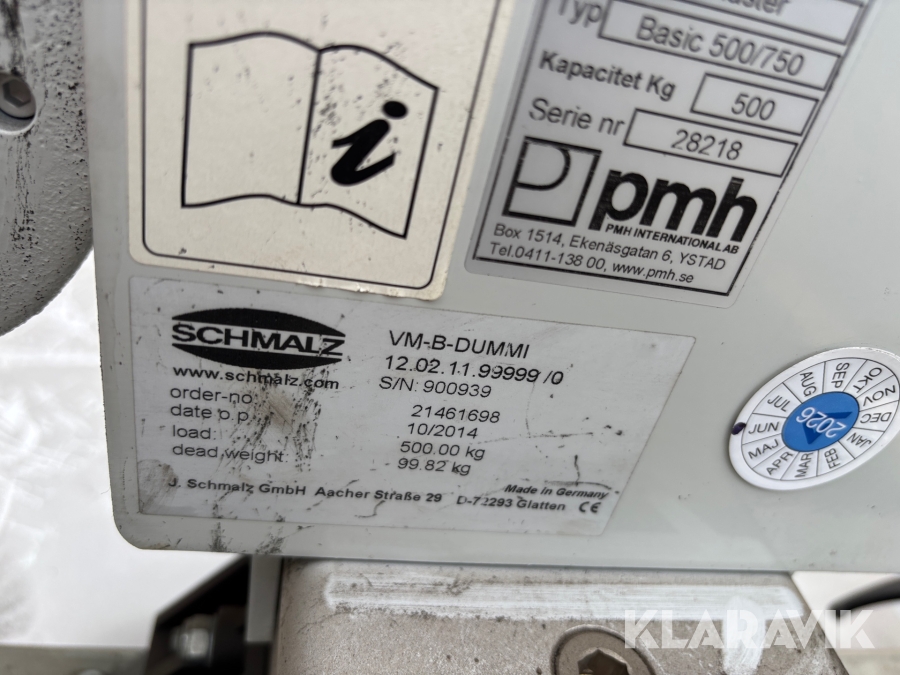 Typ Basic 500/750
Kapacitet Kg 500
Serie nr 28218
pmh
PMH INTERNATIONAL AB
Box 1514, Ekenäsgatan 6, YSTAD
Tel.0411-138 00, www.pmh.se
i
SCHMALZ
www.schmalz.com
VM-B-DUMMI
12.02.11.99999/0
S/N: 900939
order-no 21461698
date o.p. 10/2014
load: 500.00 kg
dead weight: 99.82 kg
J. Schmalz GmbH Aacher Straße 29 D-72293 Glatten
Made in Germany
CE
2026
JAN FEB MAR APR MAJ JUN JUL AUG SEP OKT NOV DEC
KLARAVIK